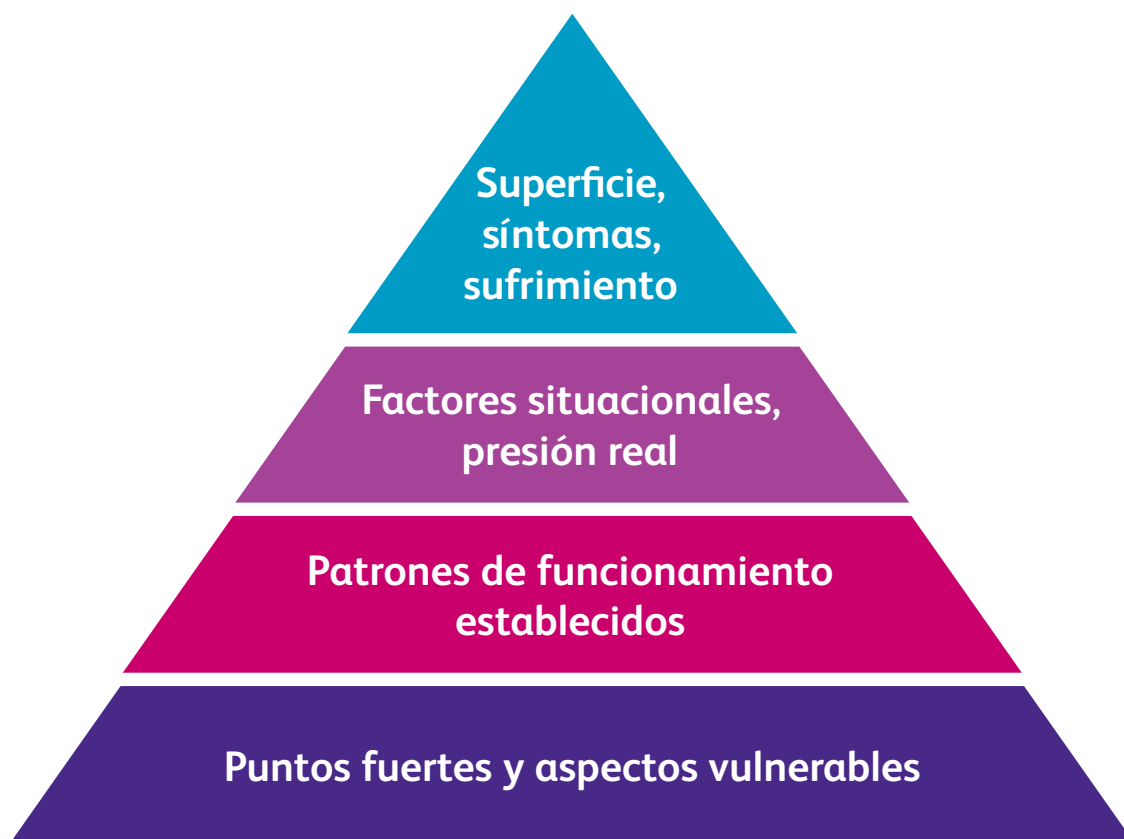 Superficie,
síntomas,
sufrimiento
Factores situacionales,
presión real
Patrones de funcionamiento
establecidos
Puntos fuertes y aspectos vulnerables